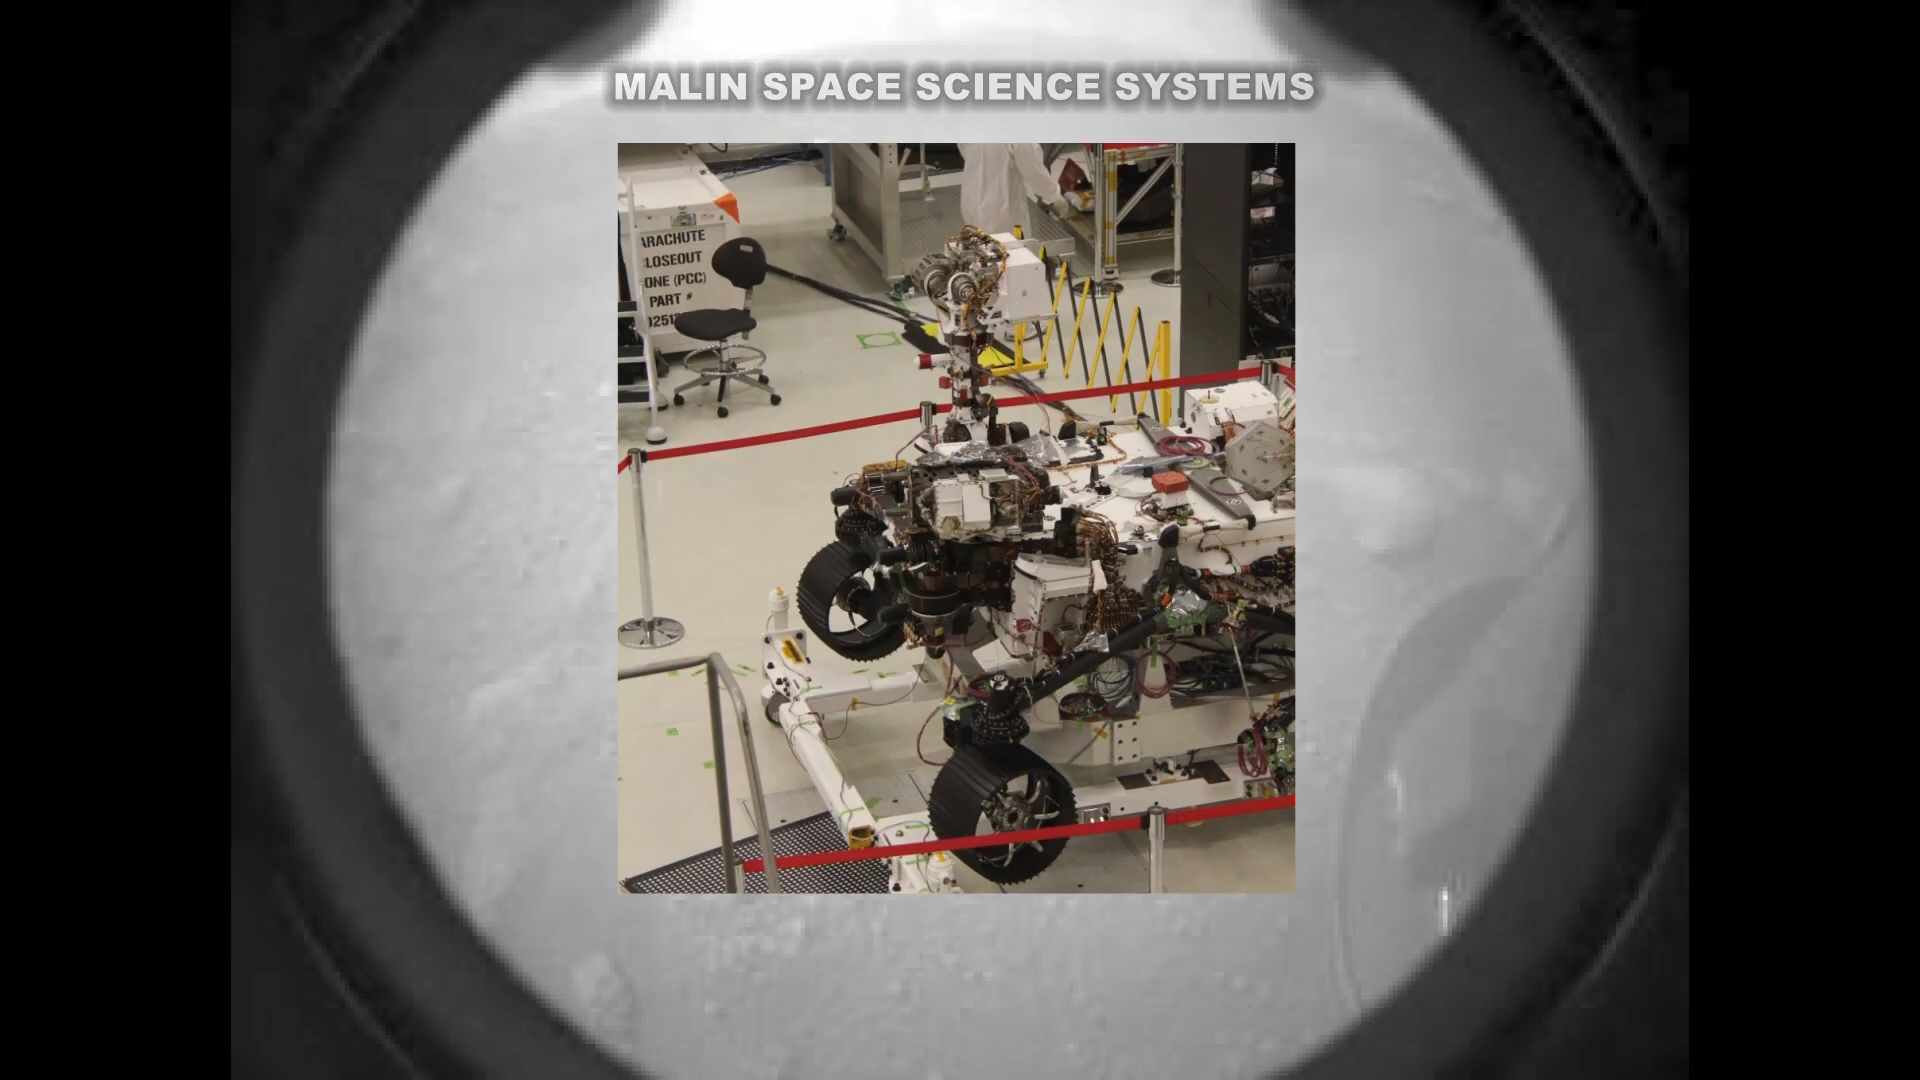 MALIN SPACE SCIENCE SYSTEMS
ARACHUTE
LOSEOUT
ONE (PCC)
PART #